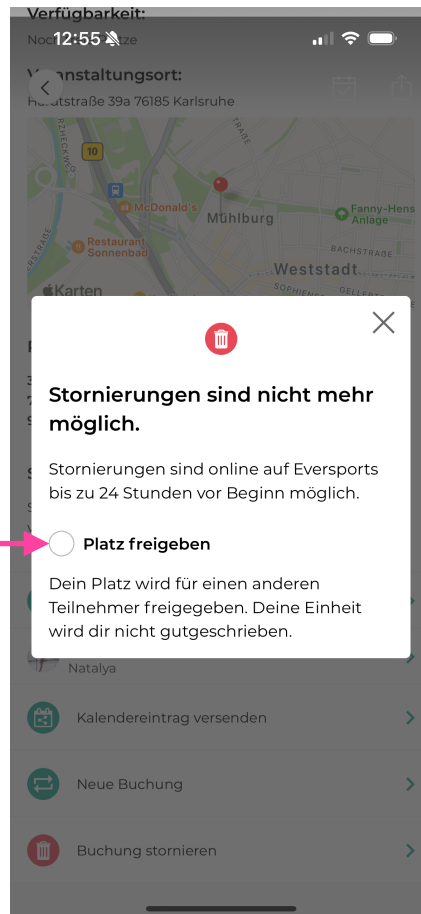 Verfügbarkeit:
12:55
Veranstaltungsort:
Hardtstraße 39a 76185 Karlsruhe
10
McDonald's
Mühlburg
Fanny-Hens
Anlage
Restaurant
Sonnenbad
BACHSTRAßE
Weststadt
Karten
Stornierungen sind nicht mehr
möglich.
Stornierungen sind online auf Eversports
bis zu 24 Stunden vor Beginn möglich.
Platz freigeben
Dein Platz wird für einen anderen
Teilnehmer freigegeben. Deine Einheit
wird dir nicht gutgeschrieben.
Natalya
Kalendereintrag versenden
Neue Buchung
Buchung stornieren